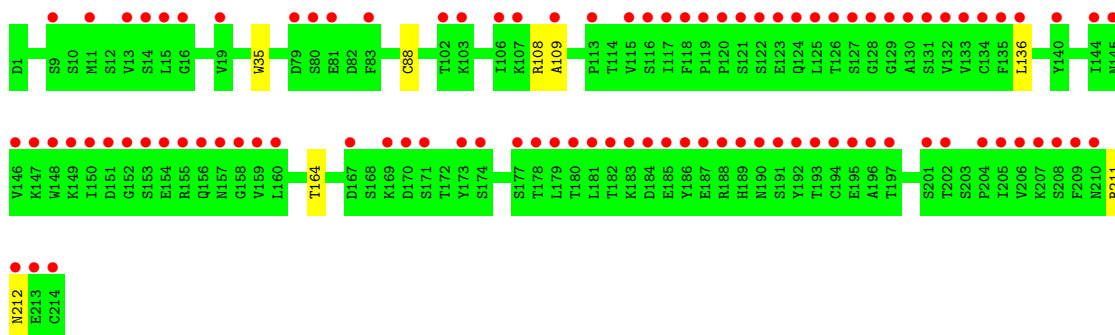 D1 S9 S10 M11 S12 V13 S14 L15 G16 V19 W35 D79 S80 E81 D82 F83 C88 T102 K103 I106 K107 R108 A109 P113 T114 V115 S116 I117 F118 P119 P120 S121 S122 E123 Q124 L125 T126 S127 G128 G129 A130 S131 V132 V133 C134 F135 L136 Y140 I144 N145
V146 K147 W148 K149 I150 D151 G152 S153 E154 R155 Q156 N157 G158 V159 L160 T164 D167 S168 K169 D170 S171 T172 Y173 S174 S177 T178 L179 T180 L181 T182 K183 D184 E185 Y186 E187 R188 H189 N190 S191 Y192 T193 C194 E195 A196 T197 S201 T202 S203 P204 I205 V206 K207 S208 F209 N210 R211
N212 E213 C214